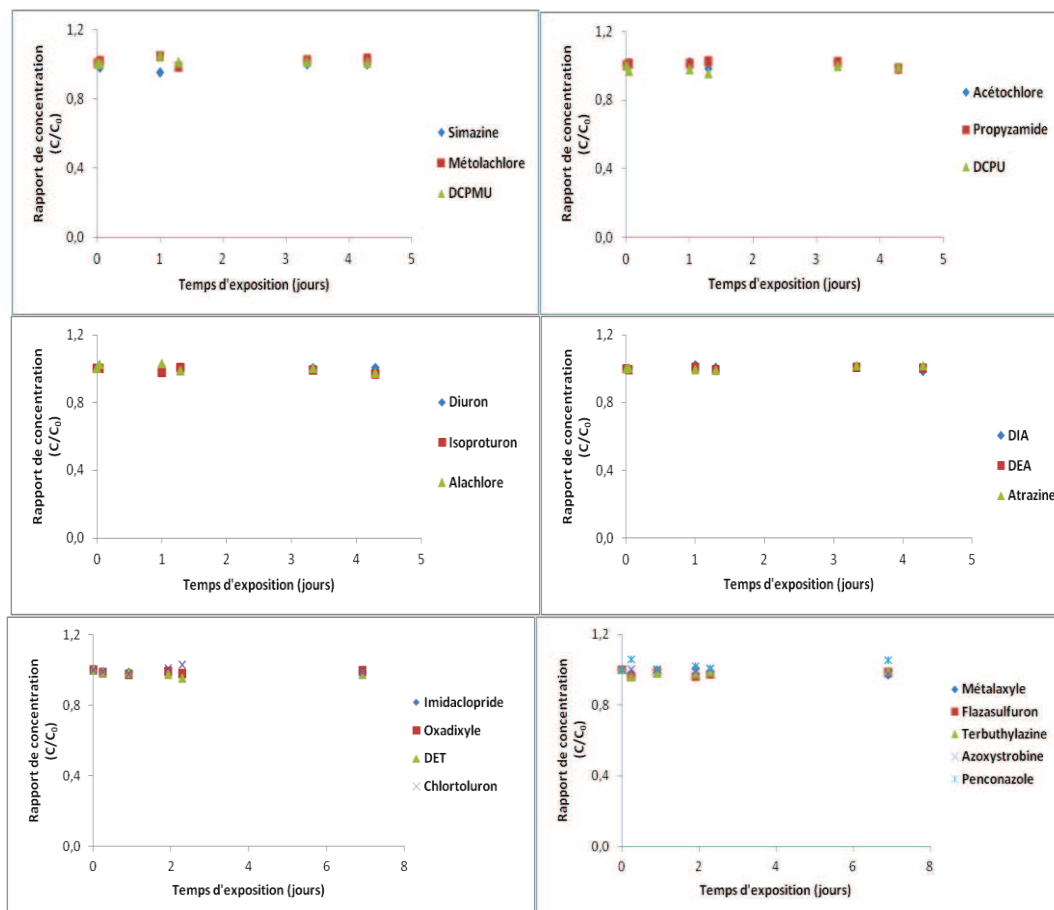 Rapport de concentration
(C/C₀)
1,2
0,8
0,4
0,0
0 1 2 3 4 5
Temps d'exposition (jours)
Simazine
Métolachlore
DCPMU
Rapport de concentration
(C/C₀)
1,2
0,8
0,4
0,0
0 1 2 3 4 5
Temps d'exposition (jours)
Acétochlore
Propyzamide
DCPU
Rapport de concentration
(C/C₀)
1,2
0,8
0,4
0,0
0 1 2 3 4 5
Temps d'exposition (jours)
Diuron
Isoproturon
Alachlore
Rapport de concentration
(C/C₀)
1,2
0,8
0,4
0,0
0 1 2 3 4 5
Temps d'exposition (jours)
DIA
DEA
Atrazine
Rapport de concentration
(C/C₀)
1,2
0,8
0,4
0,0
0 2 4 6 8
Temps d'exposition (jours)
Imidaclopride
Oxadixyle
DET
Chlortoluron
Rapport de concentration
(C/C₀)
1,2
0,8
0,4
0,0
0 2 4 6 8
Temps d'exposition (jours)
Métalaxyle
Flazasulfuron
Terbuthylazine
Azoxystrobine
Penconazole